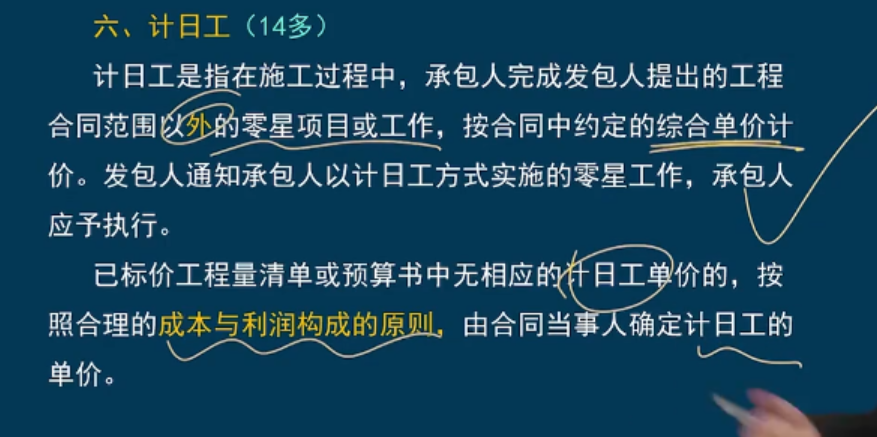 六、计日工（14多）
计日工是指在施工过程中，承包人完成发包人提出的工程
合同范围以外的零星项目或工作，按合同中约定的综合单价计
价。发包人通知承包人以计日工方式实施的零星工作，承包人
应予执行。
已标价工程量清单或预算书中无相应的计日工单价的，按
照合理的成本与利润构成的原则，由合同当事人确定计日工的
单价。